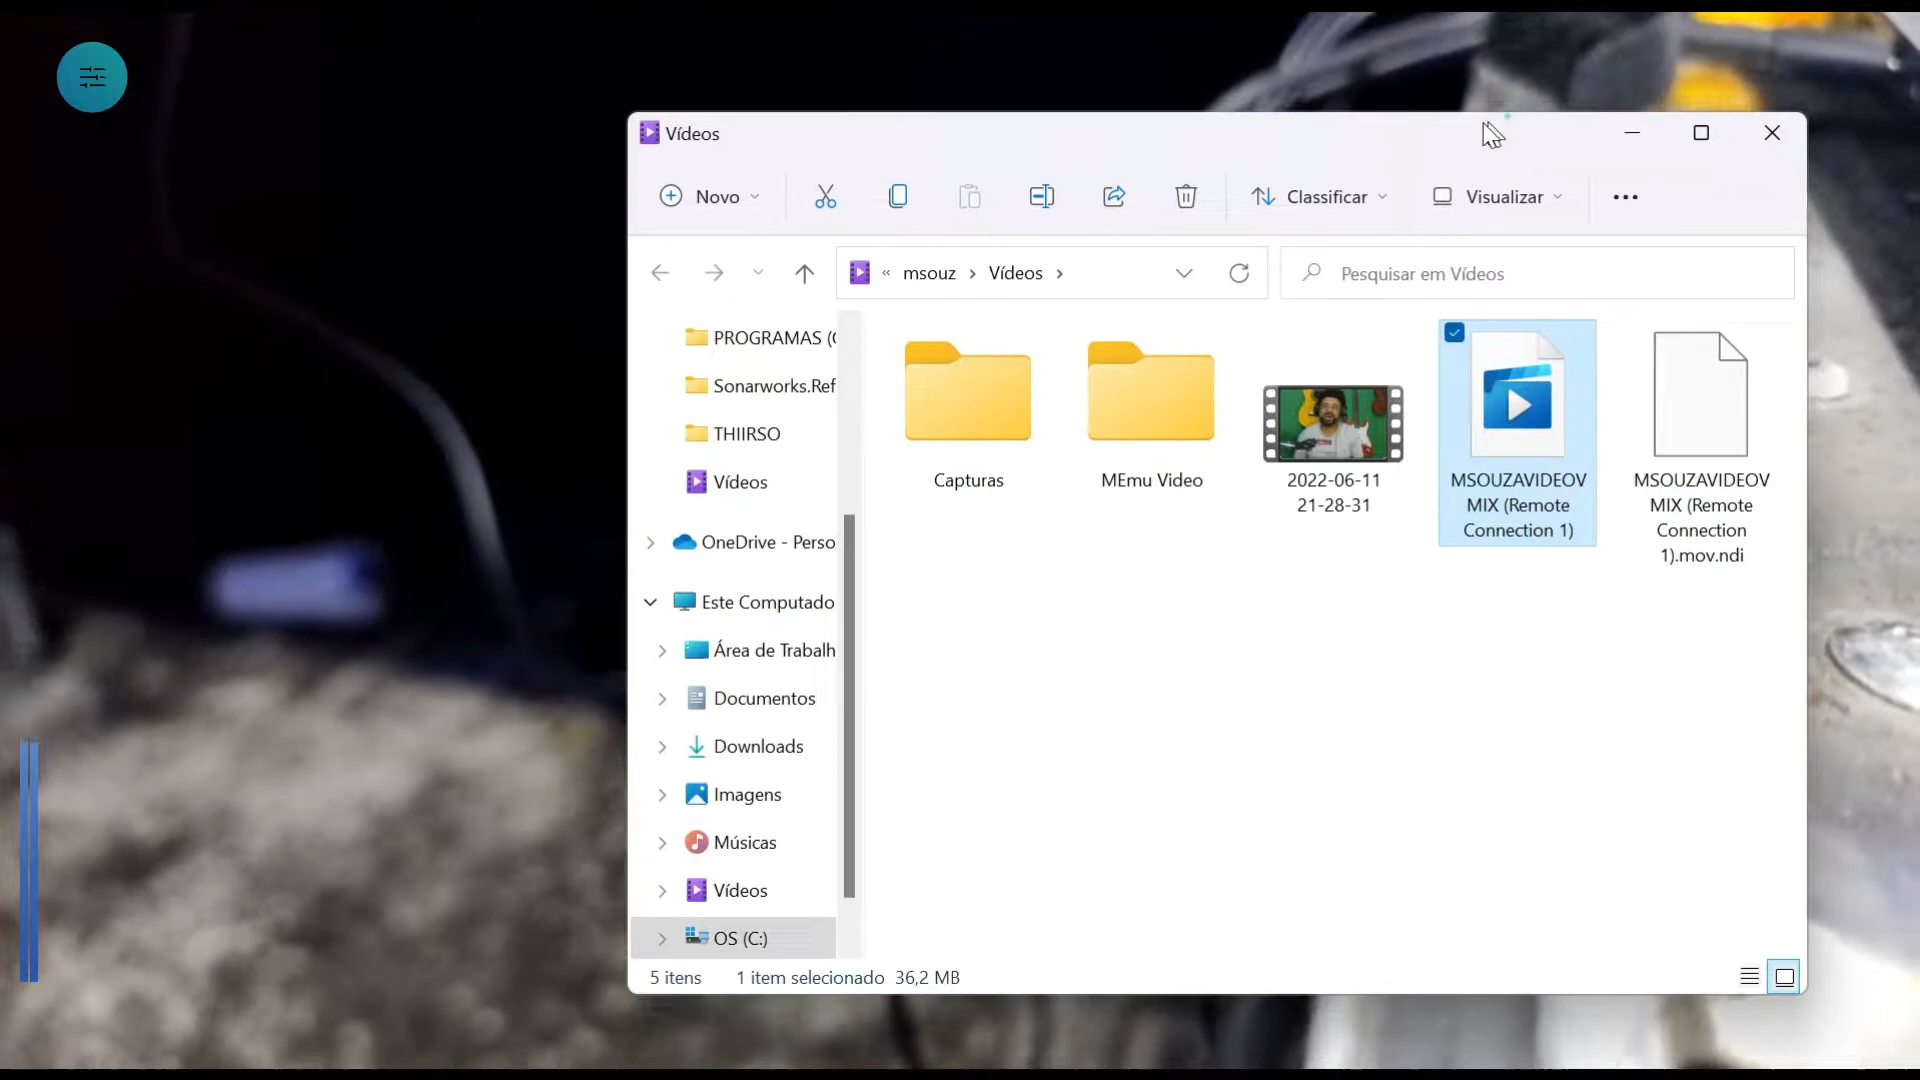 Vídeos
Novo
Classificar
Visualizar
« msouz > Vídeos >
Pesquisar em Vídeos
PROGRAMAS (
Sonarworks.Ref
THIIRSO
Vídeos
OneDrive - Perso
Este Computado
Área de Trabalh
Documentos
Downloads
Imagens
Músicas
Vídeos
OS (C:)
Capturas
MEmu Video
2022-06-11
21-28-31
MSOUZAVIDEOV
MIX (Remote
Connection 1)
MSOUZAVIDEOV
MIX (Remote
Connection
1).mov.ndi
5 itens
1 item selecionado 36,2 MB